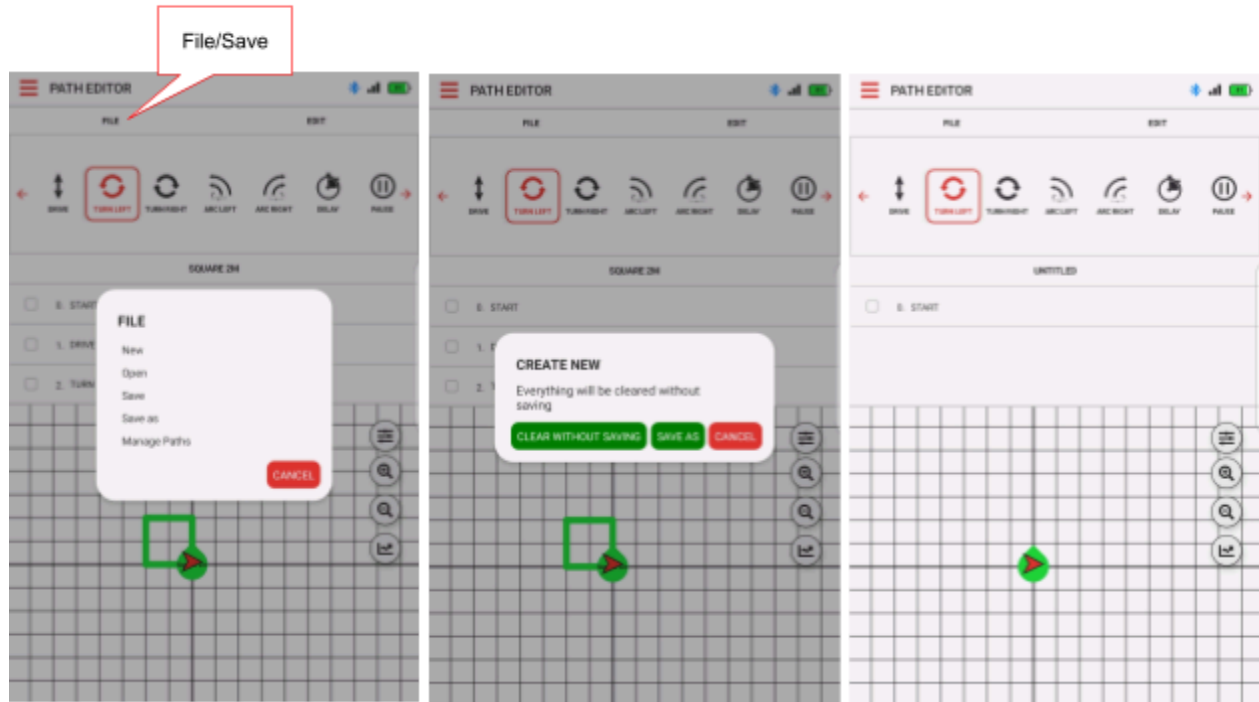 File/Save
PATH EDITOR
FILE EDIT
DRIVE TURN LEFT TURN RIGHT ARC LEFT ARC RIGHT DELAY PAUSE
SQUARE 2M
0. START
1. DRIVE
2. TURN
FILE
New
Open
Save
Save as
Manage Paths
CANCEL
PATH EDITOR
FILE EDIT
DRIVE TURN LEFT TURN RIGHT ARC LEFT ARC RIGHT DELAY PAUSE
SQUARE 2M
0. START
1.
2.
CREATE NEW
Everything will be cleared without
saving
CLEAR WITHOUT SAVING SAVE AS CANCEL
PATH EDITOR
FILE EDIT
DRIVE TURN LEFT TURN RIGHT ARC LEFT ARC RIGHT DELAY PAUSE
UNTITLED
0. START